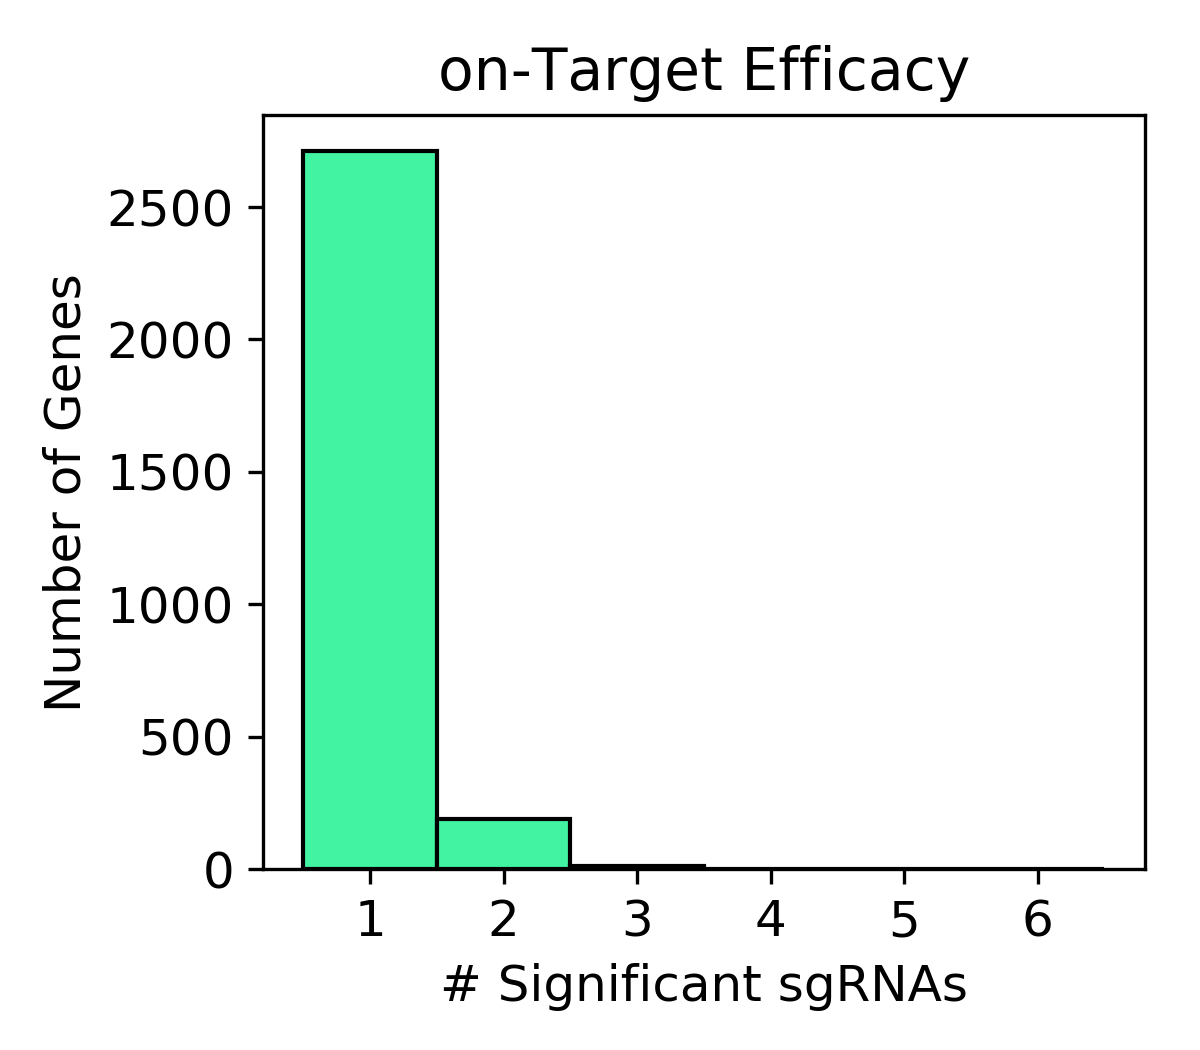 on-Target Efficacy
Number of Genes
2500
2000
1500
1000
500
0
1 2 3 4 5 6
# Significant sgRNAs